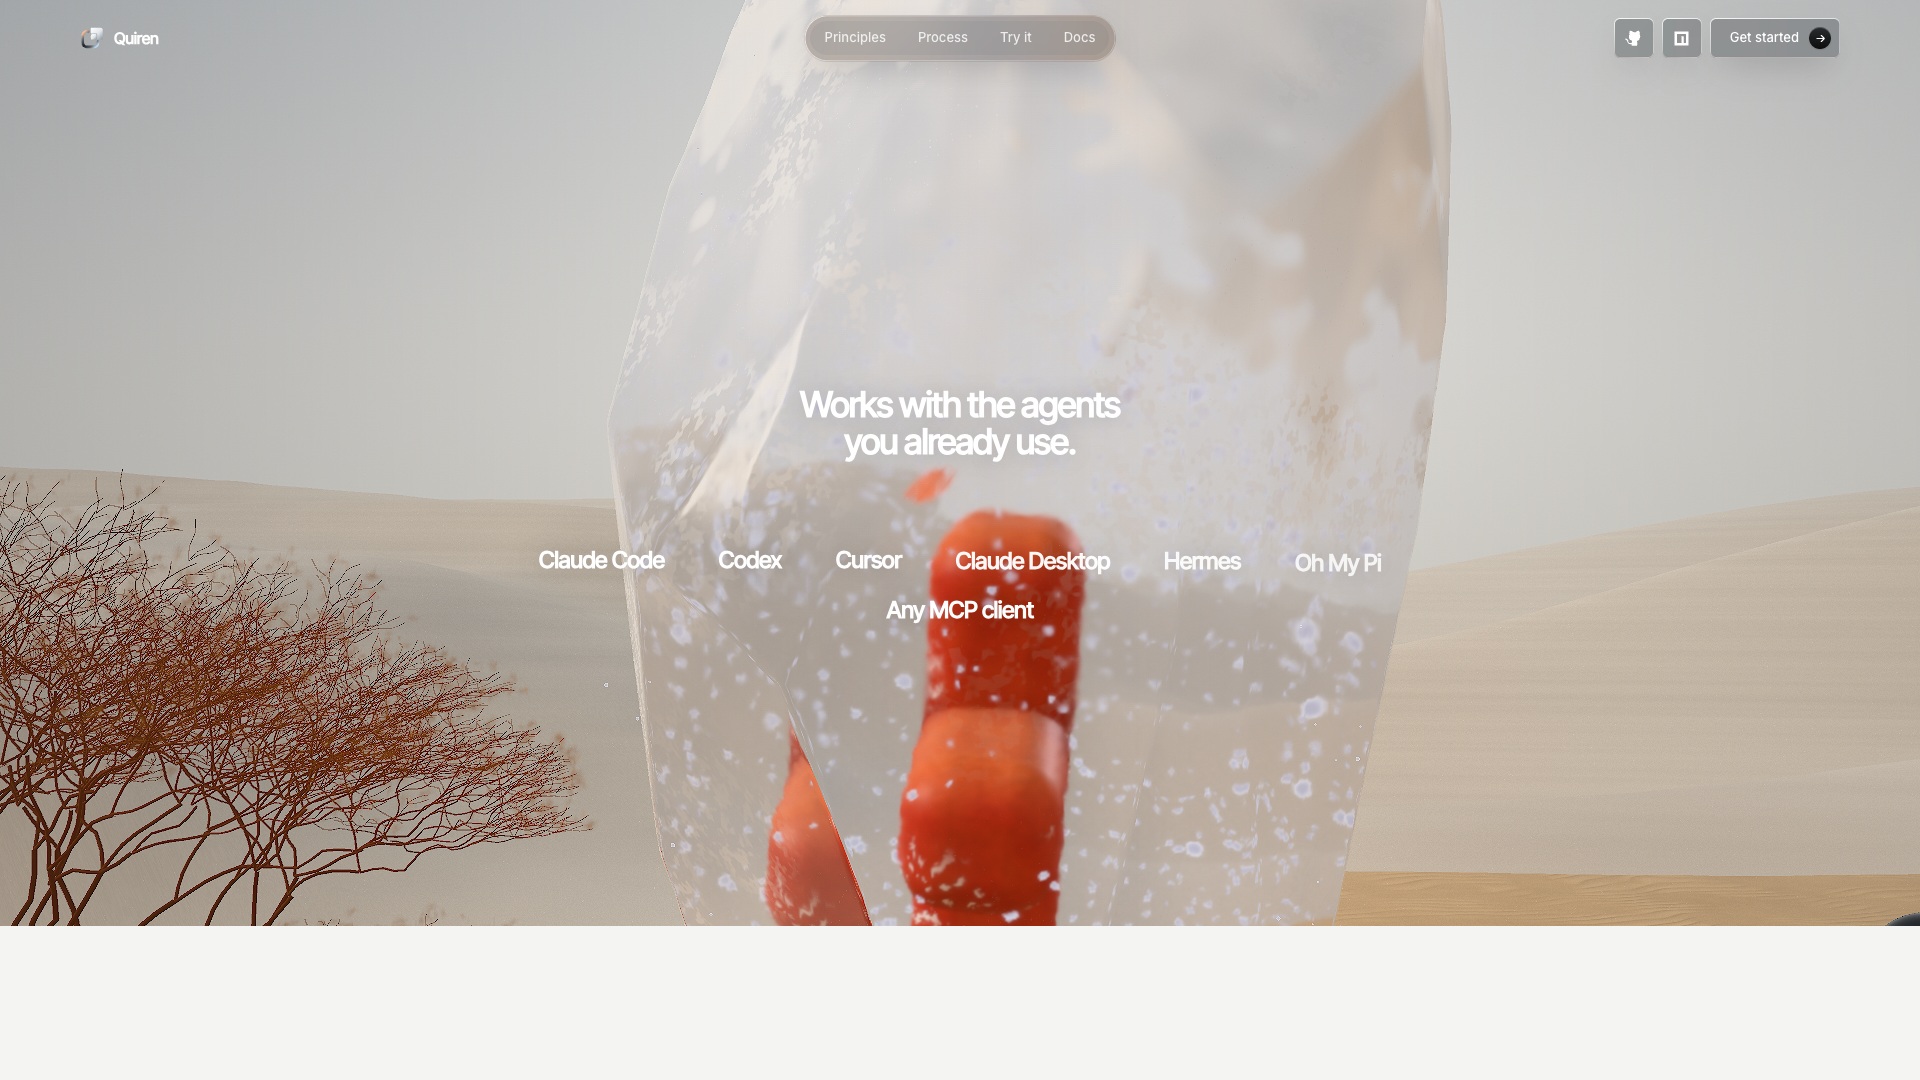 Quiren
Principles
Process
Try it
Docs
Get started
Works with the agents
you already use.
Claude Code
Codex
Cursor
Claude Desktop
Hermes
Oh My Pi
Any MCP client